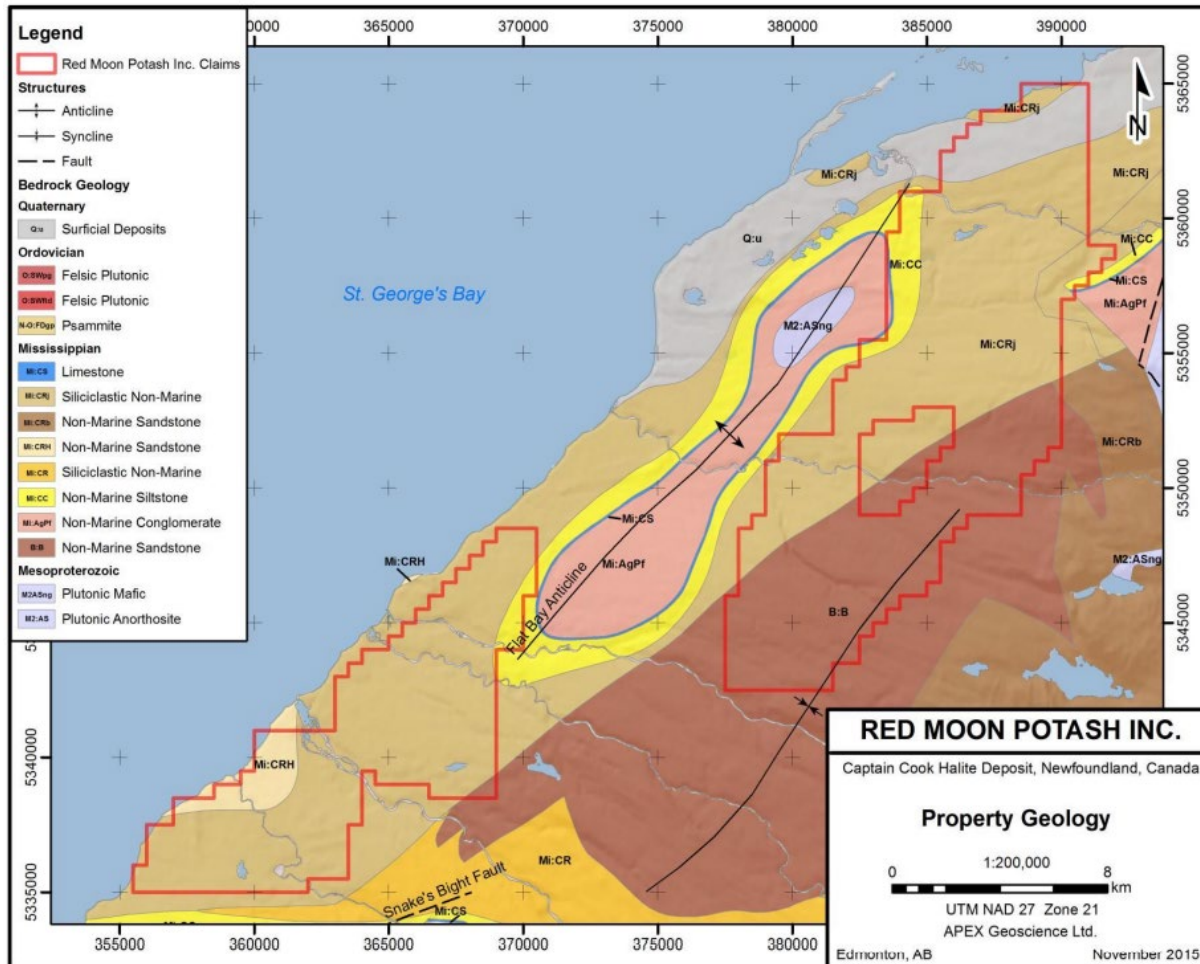 360000
365000
370000
375000
380000
385000
390000
Legend
Red Moon Potash Inc. Claims
Structures
Anticline
Syncline
Fault
Bedrock Geology
Quaternary
Q:u Surficial Deposits
Ordovician
O:SWpg Felsic Plutonic
Felsic Plutonic
N-O:FDgp Psammite
Mississippian
Mi:CS Limestone
Mi:CRj Siliciclastic Non-Marine
Mi:CRb Non-Marine Sandstone
Mi:CRH Non-Marine Sandstone
Mi:CR Siliciclastic Non-Marine
Mi:CC Non-Marine Siltstone
Mi:AgPf Non-Marine Conglomerate
B:B Non-Marine Sandstone
Mesoproterozoic
M2ASng Plutonic Mafic
M2:AS Plutonic Anorthosite
5365000
N
Mi:CRj
Mi:CRj
Mi:CRj
5360000
Q:u
Mi:CC
Mi:CC
Mi:CS
St. George's Bay
Mi:AgPf
M2:ASng
Mi:CRj
5355000
Mi:CRb
5350000
Mi:CS
Mi:CRH
Mi:AgPf
M2:ASng
Flat Bay Anticline
B:B
5345000
5340000
Mi:CRH
Mi:CR
Snake's Bight Fault
Mi:CS
5335000
355000
360000
365000
370000
375000
380000
RED MOON POTASH INC.
Captain Cook Halite Deposit, Newfoundland, Canada
Property Geology
1:200,000
0 8
km
UTM NAD 27 Zone 21
APEX Geoscience Ltd.
Edmonton, AB November 2015